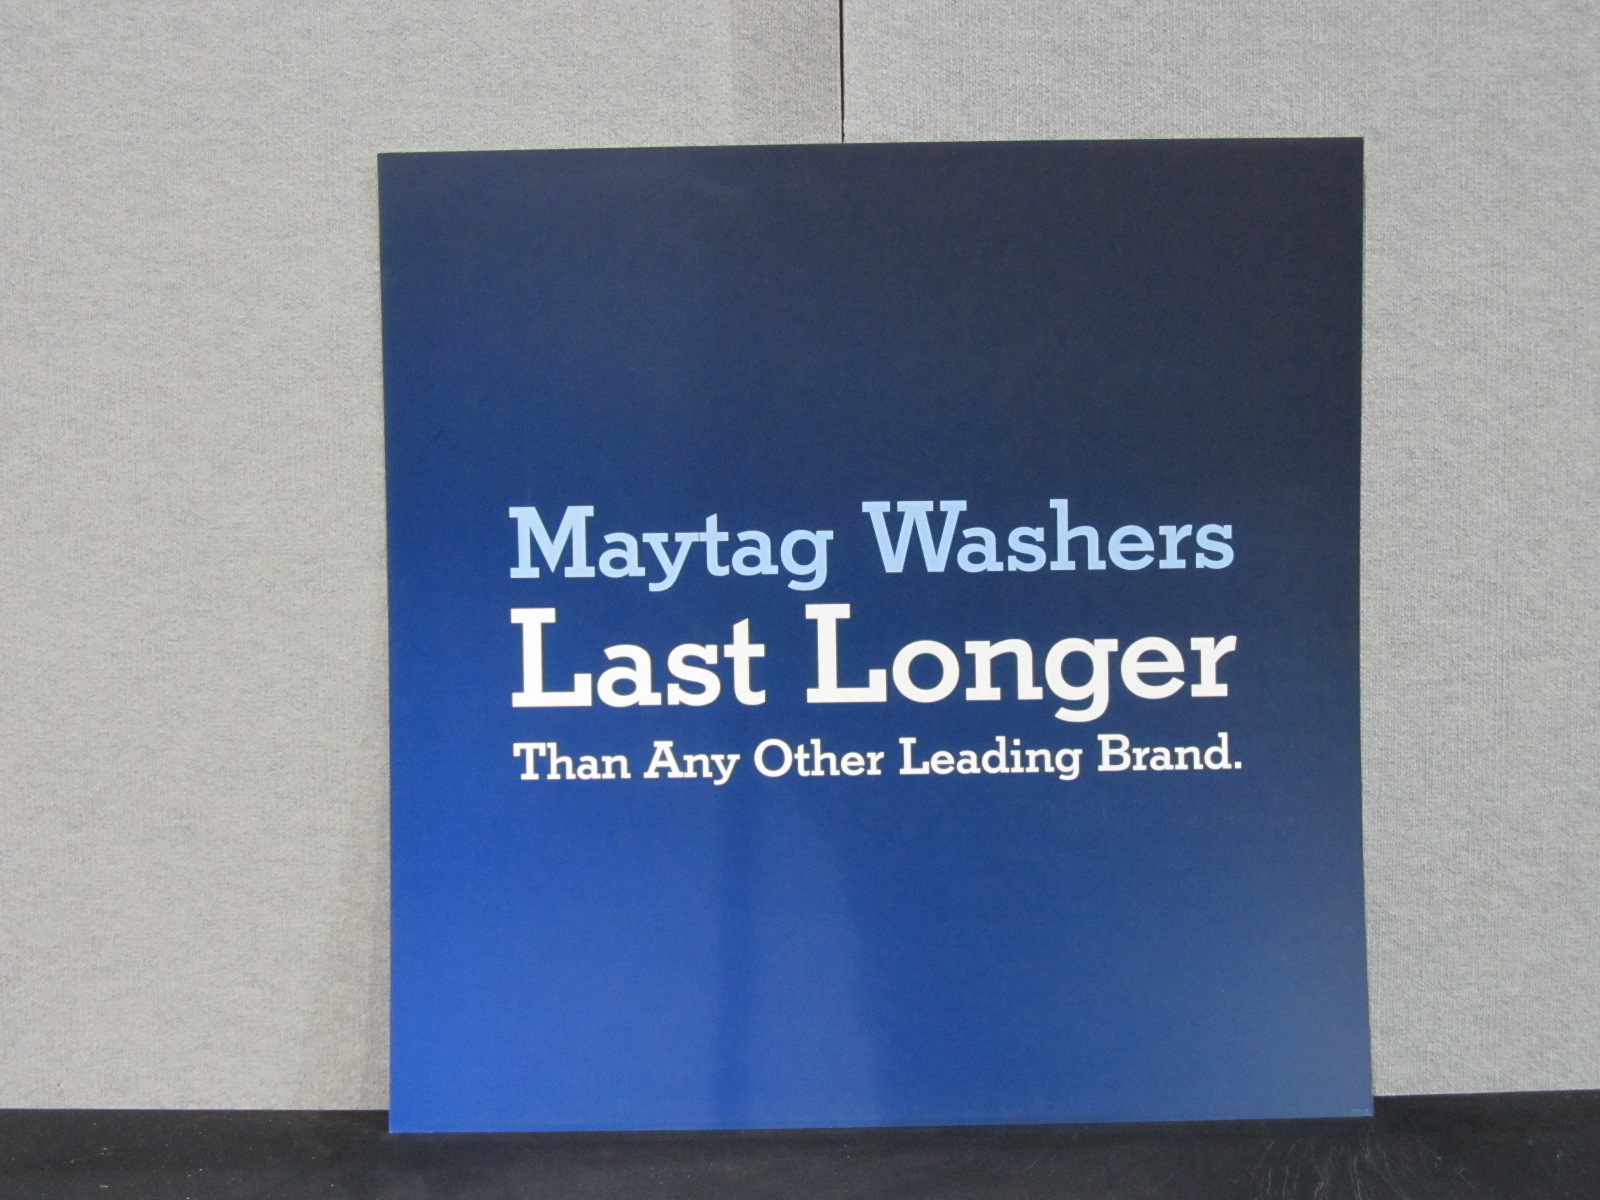 Maytag Washers
Last Longer
Than Any Other Leading Brand.